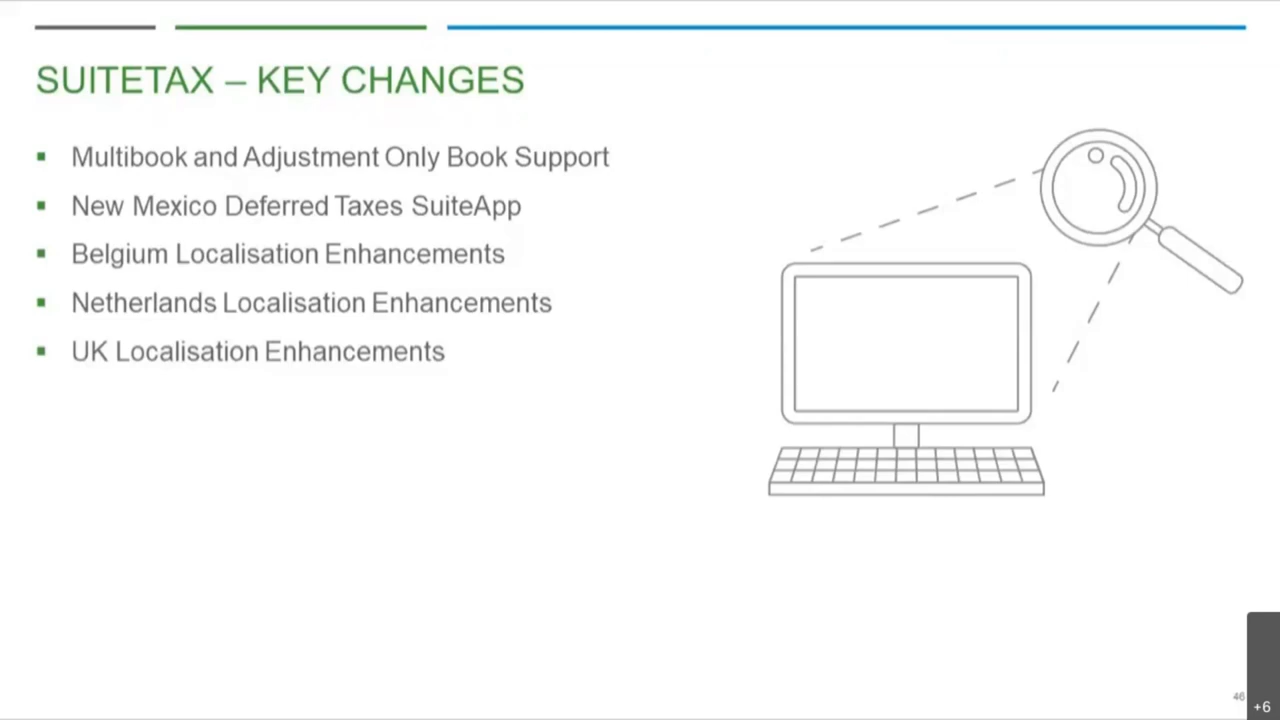 SUITETAX – KEY CHANGES
Multibook and Adjustment Only Book Support
New Mexico Deferred Taxes SuiteApp
Belgium Localisation Enhancements
Netherlands Localisation Enhancements
UK Localisation Enhancements
46
+6